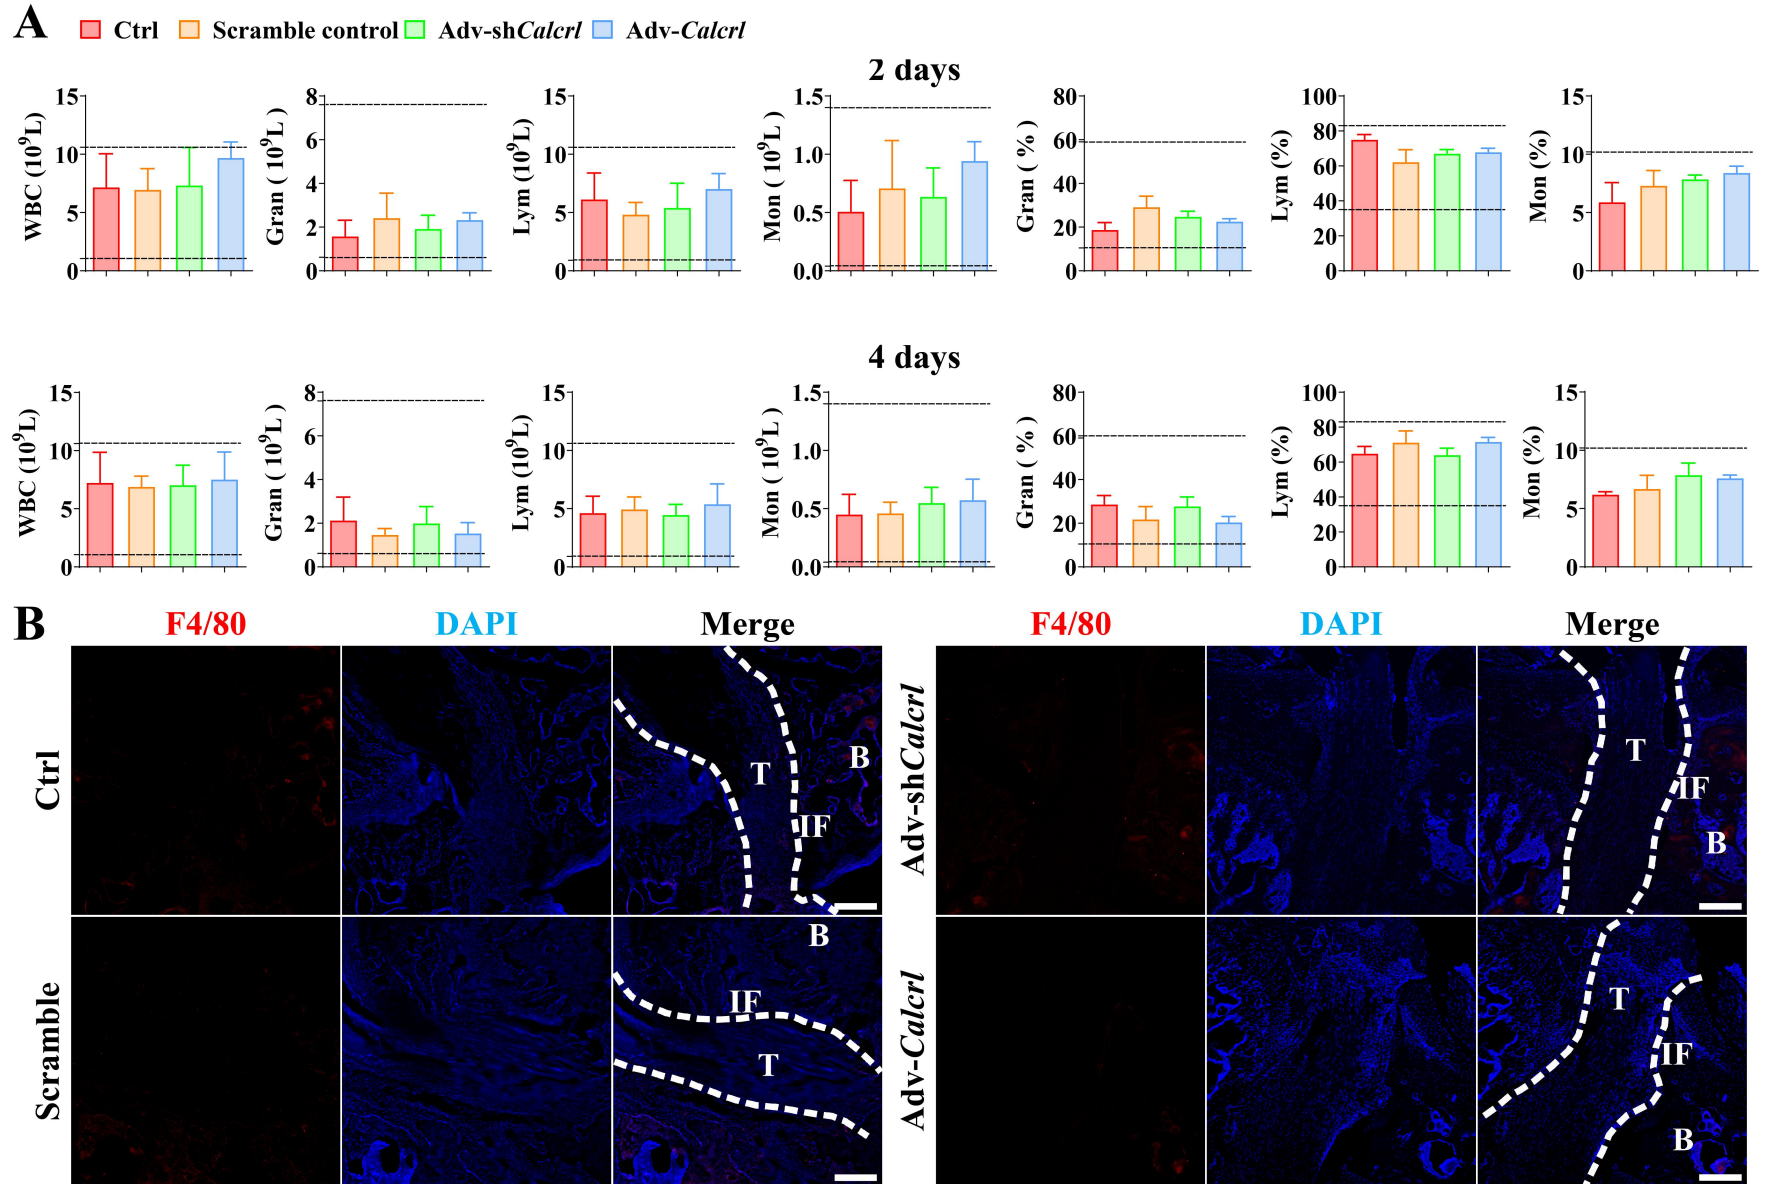 A
Ctrl Scramble control Adv-shCalcrl Adv-Calcrl
2 days
WBC (10⁹L) 15 10 5 0
Gran ( 10⁹L ) 8 6 4 2 0
Lym (10⁹L) 15 10 5 0
Mon ( 10⁹L ) 1.5 1.0 0.5 0.0
Gran ( % ) 80 60 40 20 0
Lym (%) 100 80 60 40 20 0
Mon (%) 15 10 5 0
4 days
WBC (10⁹L) 15 10 5 0
Gran ( 10⁹L ) 8 6 4 2 0
Lym (10⁹L) 15 10 5 0
Mon ( 10⁹L ) 1.5 1.0 0.5 0.0
Gran ( % ) 80 60 40 20 0
Lym (%) 100 80 60 40 20 0
Mon (%) 15 10 5 0
B
F4/80 DAPI Merge F4/80 DAPI Merge
Ctrl
T
B
IF
Adv-shCalcrl
T
IF
B
Scramble
B
IF
T
Adv-Calcrl
T
IF
B